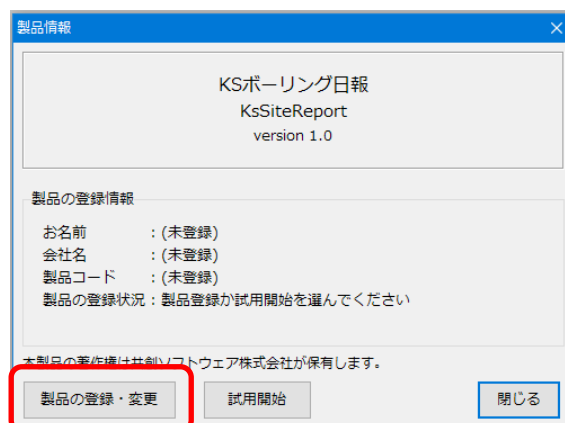 製品情報
KSボーリング日報
KsSiteReport
version 1.0
製品の登録情報
お名前 : (未登録)
会社名 : (未登録)
製品コード : (未登録)
製品の登録状況 : 製品登録か試用開始を選んでください
本製品の著作権は共創ソフトウェア株式会社が保有します。
製品の登録・変更 試用開始 閉じる